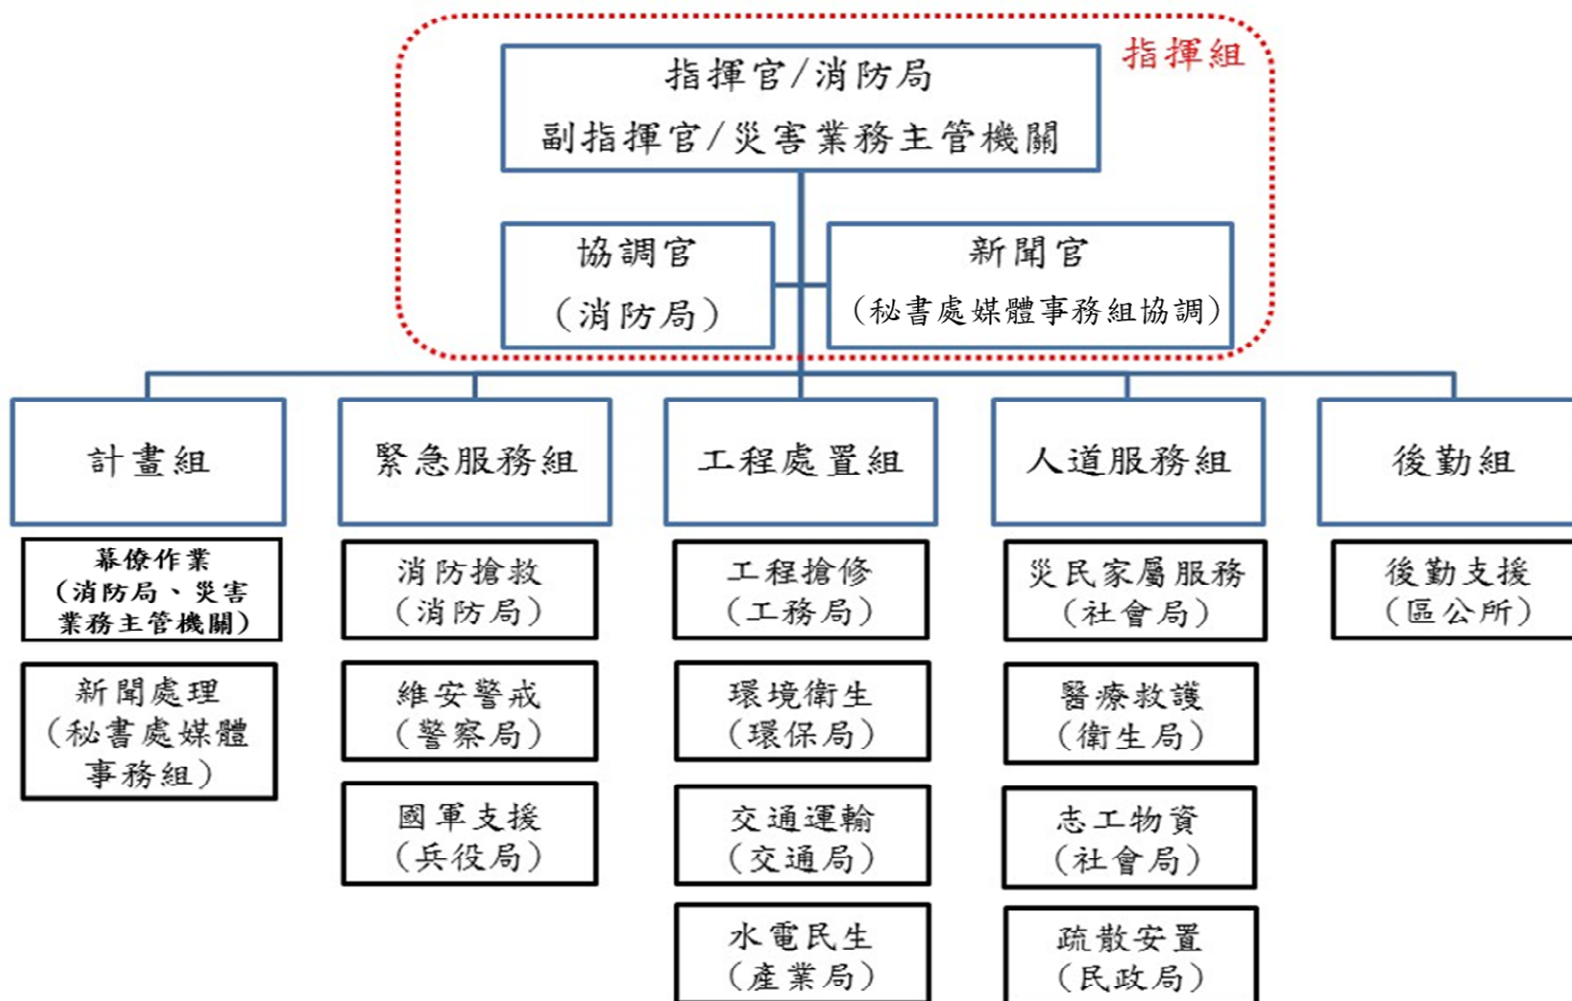 指揮組
指揮官/消防局
副指揮官/災害業務主管機關
協調官
(消防局)
新聞官
(秘書處媒體事務組協調)
計畫組
緊急服務組
工程處置組
人道服務組
後勤組
幕僚作業
(消防局、災害
業務主管機關)
新聞處理
(秘書處媒體
事務組)
消防搶救
(消防局)
維安警戒
(警察局)
國軍支援
(兵役局)
工程搶修
(工務局)
環境衛生
(環保局)
交通運輸
(交通局)
水電民生
(產業局)
災民家屬服務
(社會局)
醫療救護
(衛生局)
志工物資
(社會局)
疏散安置
(民政局)
後勤支援
(區公所)